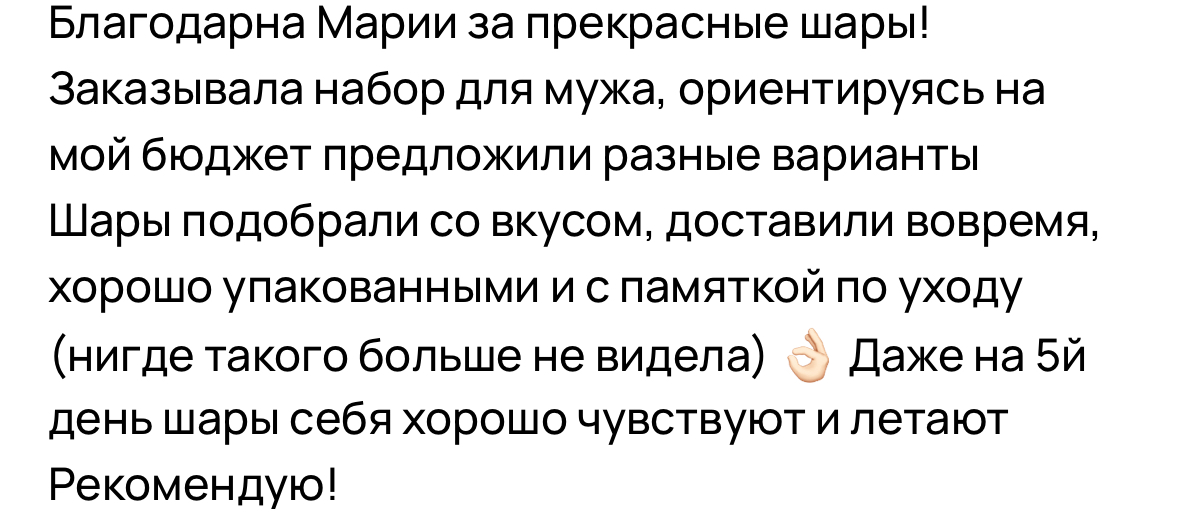 Благодарна Марии за прекрасные шары!
Заказывала набор для мужа, ориентируясь на
мой бюджет предложили разные варианты
Шары подобрали со вкусом, доставили вовремя,
хорошо упакованными и с памяткой по уходу
(нигде такого больше не видела) 👌🏻 Даже на 5й
день шары себя хорошо чувствуют и летают
Рекомендую!